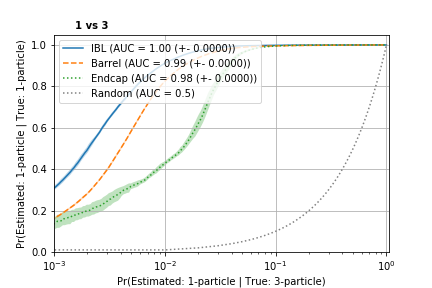 1 vs 3
IBL (AUC = 1.00 (+- 0.0000))
Barrel (AUC = 0.99 (+- 0.0000))
Endcap (AUC = 0.98 (+- 0.0000))
Random (AUC = 0.5)
Pr(Estimated: 1-particle | True: 1-particle)
1.0
0.8
0.6
0.4
0.2
0.0
10⁻³ 10⁻² 10⁻¹ 10⁰
Pr(Estimated: 1-particle | True: 3-particle)